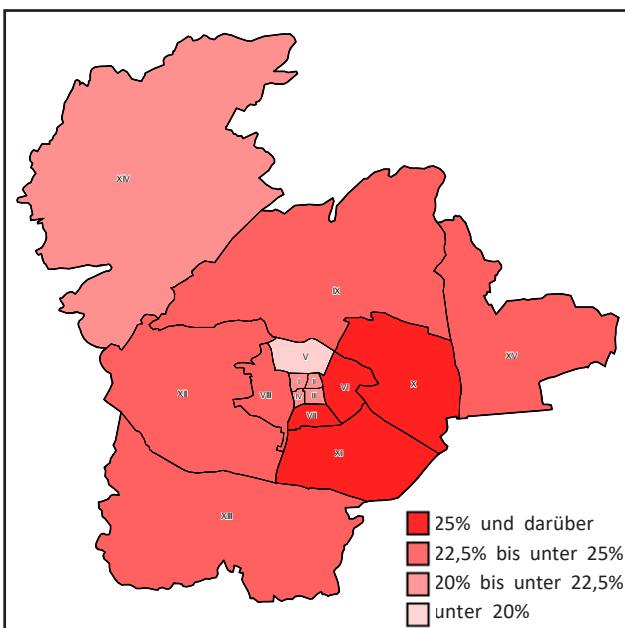 XIV
IX
XV
V
I II
VI X
XII VIII
IV III
VII
XI
XIII
25% und darüber
22,5% bis unter 25%
20% bis unter 22,5%
unter 20%